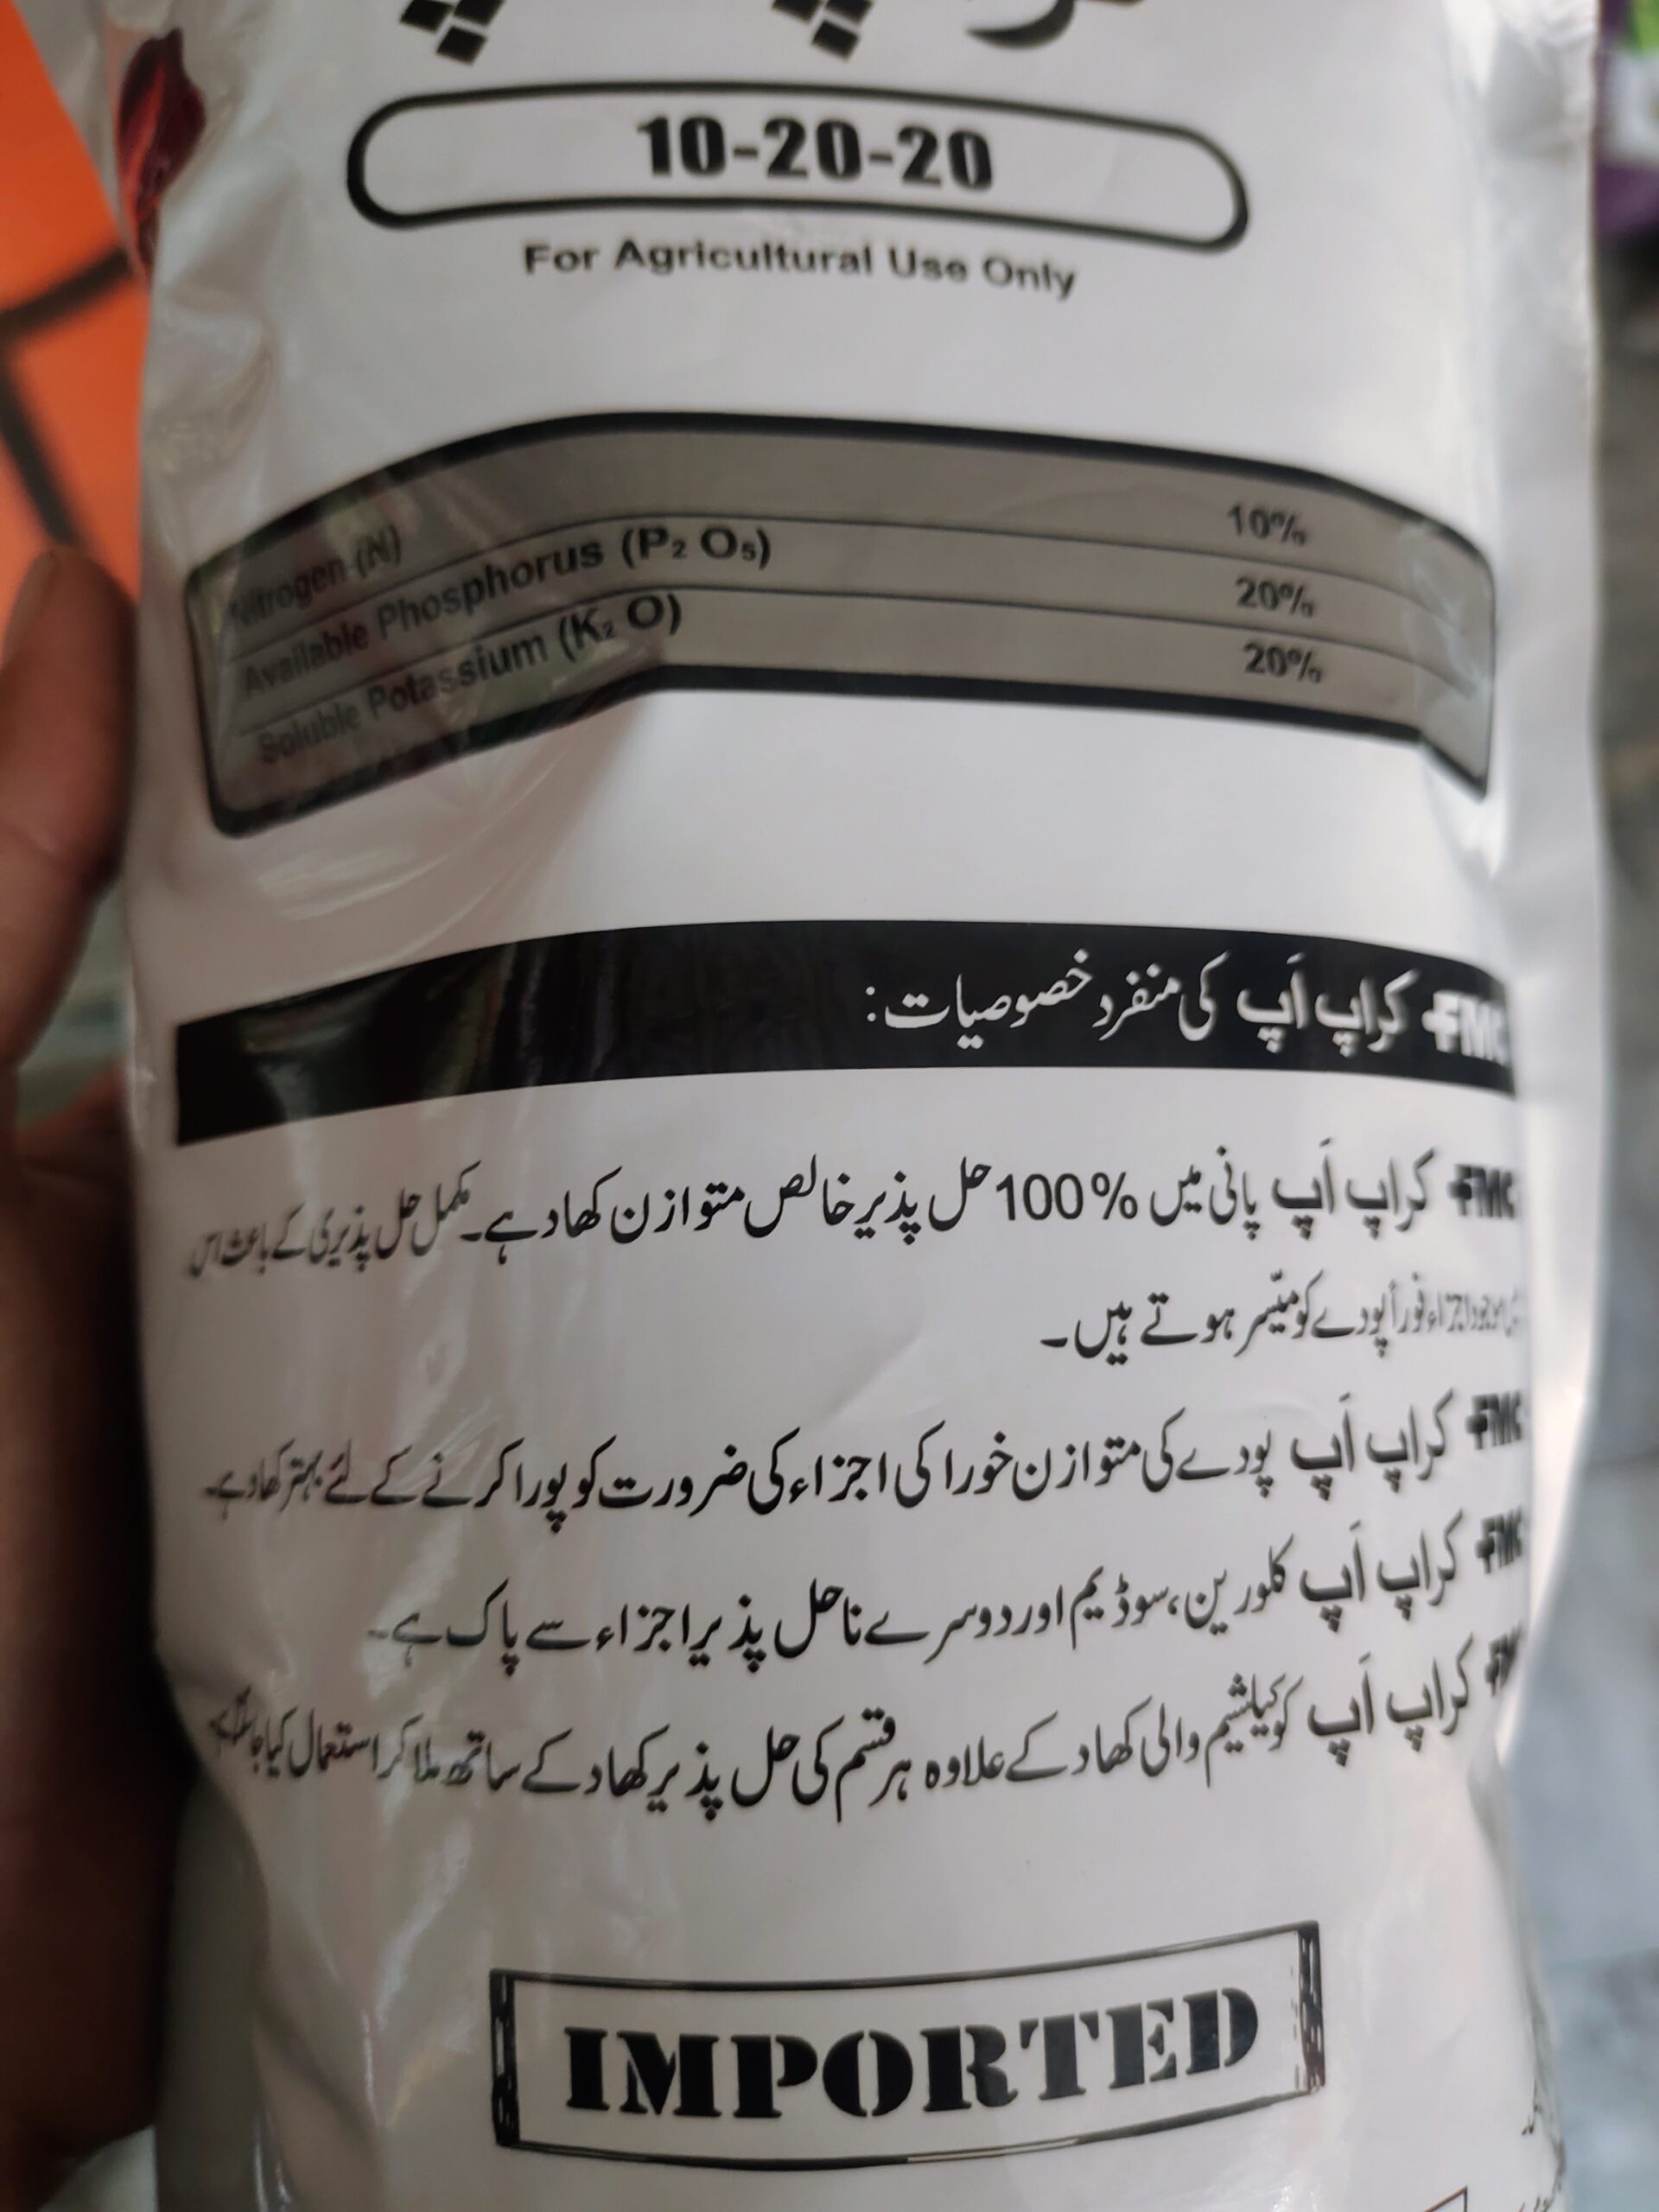 10-20-20
For Agricultural Use Only
Nitrogen (N) 10%
Available Phosphorus (P₂ O₅) 20%
Soluble Potassium (K₂ O) 20%
FMC کراپ اَپ کی منفرد خصوصیات:
FMC کراپ اَپ پانی میں %100 حل پذیر خالص متوازن کھاد ہے۔ مکمل حل پذیری کے باعث اس
موجود اجزاء فوراً پودے کو میّسر ہوتے ہیں۔
FMC کراپ اَپ پودے کی متوازن خوراکی اجزاء کی ضرورت کو پورا کرنے کے لئے بہتر کھاد ہے۔
FMC کراپ اَپ کلورین، سوڈیم اور دوسرے ناحل پذیر اجزاء سے پاک ہے۔
FM کراپ اَپ کو کیلشیم والی کھاد کے علاوہ ہر قسم کی حل پذیر کھاد کے ساتھ ملا کر استعمال کیا جا
IMPORTED